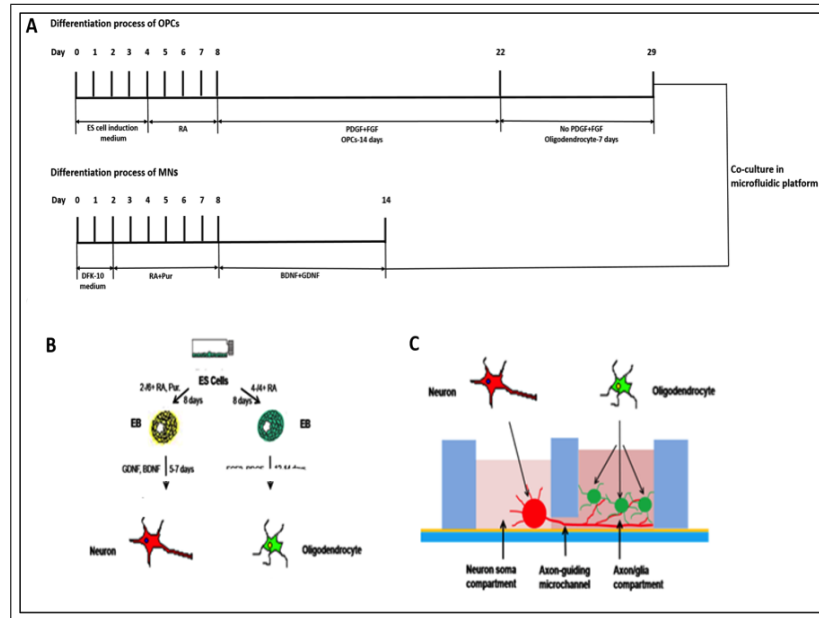 A
Differentiation process of OPCs
Day 0 1 2 3 4 5 6 7 8 22 29
ES cell induction medium
RA
PDGF+FGF
OPCs-14 days
No PDGF+FGF
Oligodendrocyte-7 days
Differentiation process of MNs
Day 0 1 2 3 4 5 6 7 8 14
DFK-10 medium
RA+Pur
BDNF+GDNF
Co-culture in
microfluidic platform
B
ES Cells
2-/6+ RA, Pur.
8 days
4-/4+ RA
8 days
EB
EB
GDNF, BDNF
5-7 days
Neuron
Oligodendrocyte
C
Neuron
Oligodendrocyte
Neuron soma
compartment
Axon-guiding
microchannel
Axon/glia
compartment